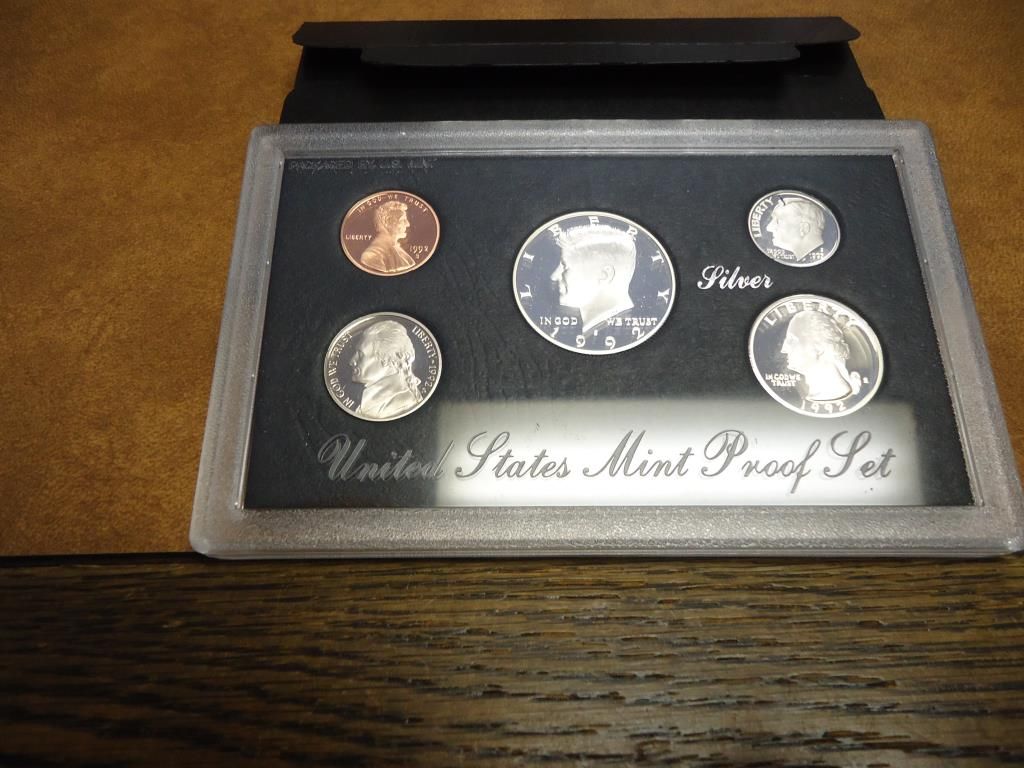 PACKAGED BY U.S. MINT
IN GOD WE TRUST
LIBERTY
1992
S
LIBERTY
IN GOD WE TRUST
1992
LIBERTY
IN GOD
WE TRUST
1992
S
Silver
IN GOD WE TRUST
LIBERTY · 1992
S
LIBERTY
IN GOD WE
TRUST
S
1992
United States Mint Proof Set